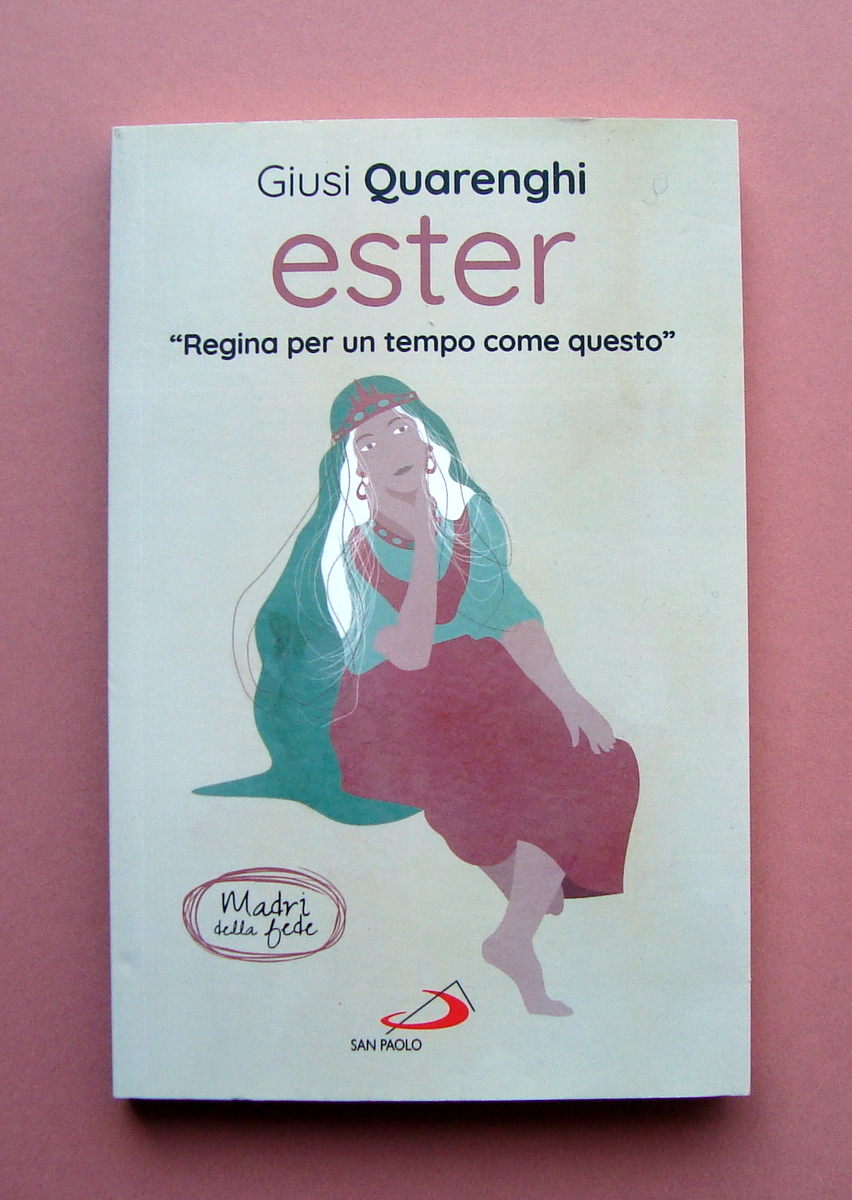 Giusi Quarenghi
ester
“Regina per un tempo come questo”
Madri
della fede
SAN PAOLO